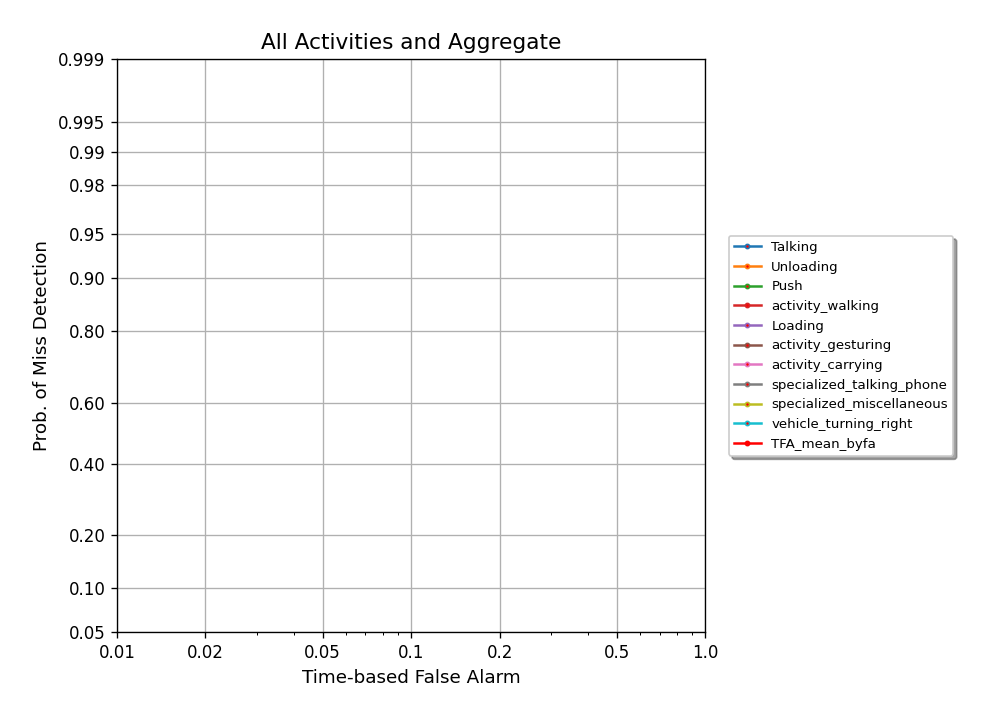 All Activities and Aggregate
0.999
0.995
0.99
0.98
0.95
0.90
0.80
0.60
0.40
0.20
0.10
0.05
Prob. of Miss Detection
0.01 0.02 0.05 0.1 0.2 0.5 1.0
Time-based False Alarm
Talking
Unloading
Push
activity_walking
Loading
activity_gesturing
activity_carrying
specialized_talking_phone
specialized_miscellaneous
vehicle_turning_right
TFA_mean_byfa